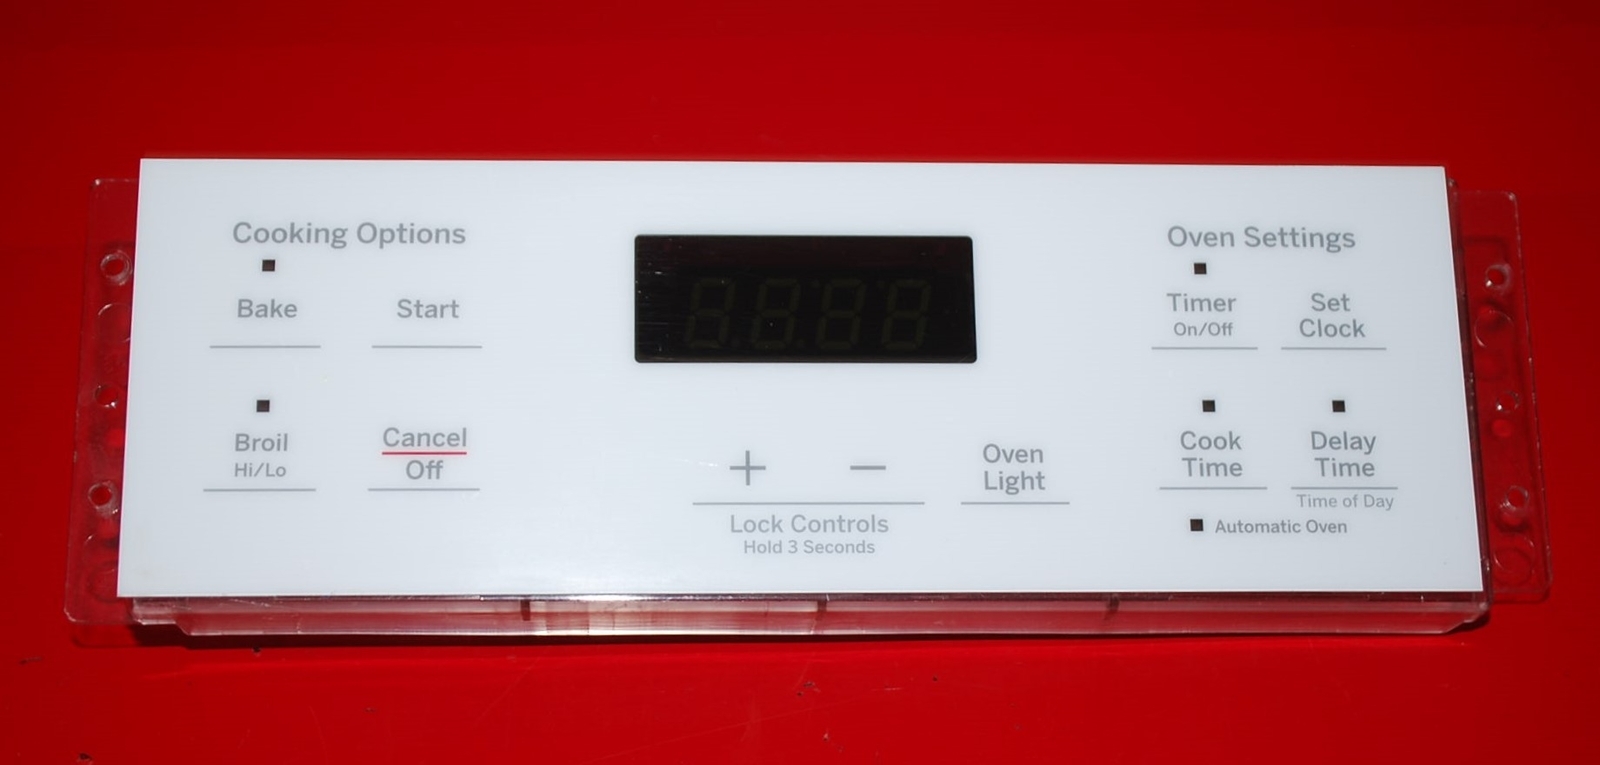 Cooking Options
Bake
Start
Broil
Hi/Lo
Cancel
Off
+ −
Lock Controls
Hold 3 Seconds
Oven
Light
Oven Settings
Timer
On/Off
Set
Clock
Cook
Time
Delay
Time
Time of Day
Automatic Oven